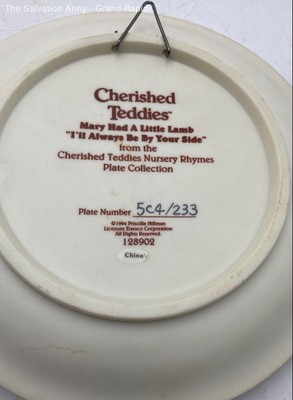 The Salvation Army - Grand Rapids
Cherished
Teddies™
Mary Had A Little Lamb
"I'll Always Be By Your Side"
from the
Cherished Teddies Nursery Rhymes
Plate Collection
Plate Number 5C4/233
©1994 Priscilla Hillman
Licensee Enesco Corporation
All Rights Reserved.
128902
China